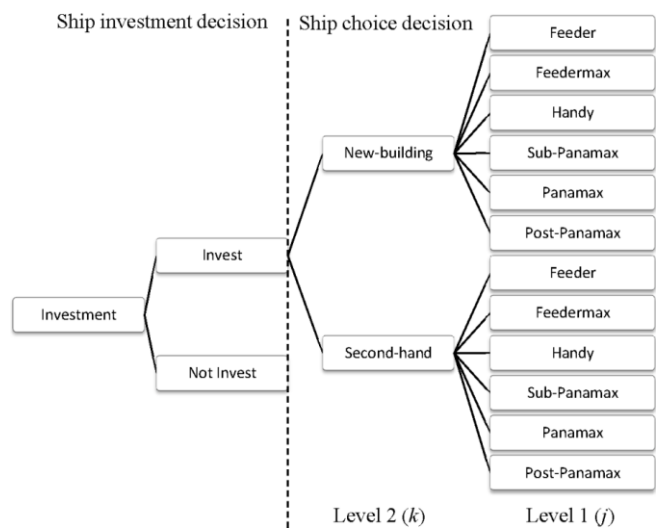 Ship investment decision
Ship choice decision
Feeder
Feedermax
Handy
New-building
Sub-Panamax
Panamax
Post-Panamax
Invest
Feeder
Investment
Feedermax
Second-hand
Handy
Not Invest
Sub-Panamax
Panamax
Post-Panamax
Level 2 (k)
Level 1 (j)